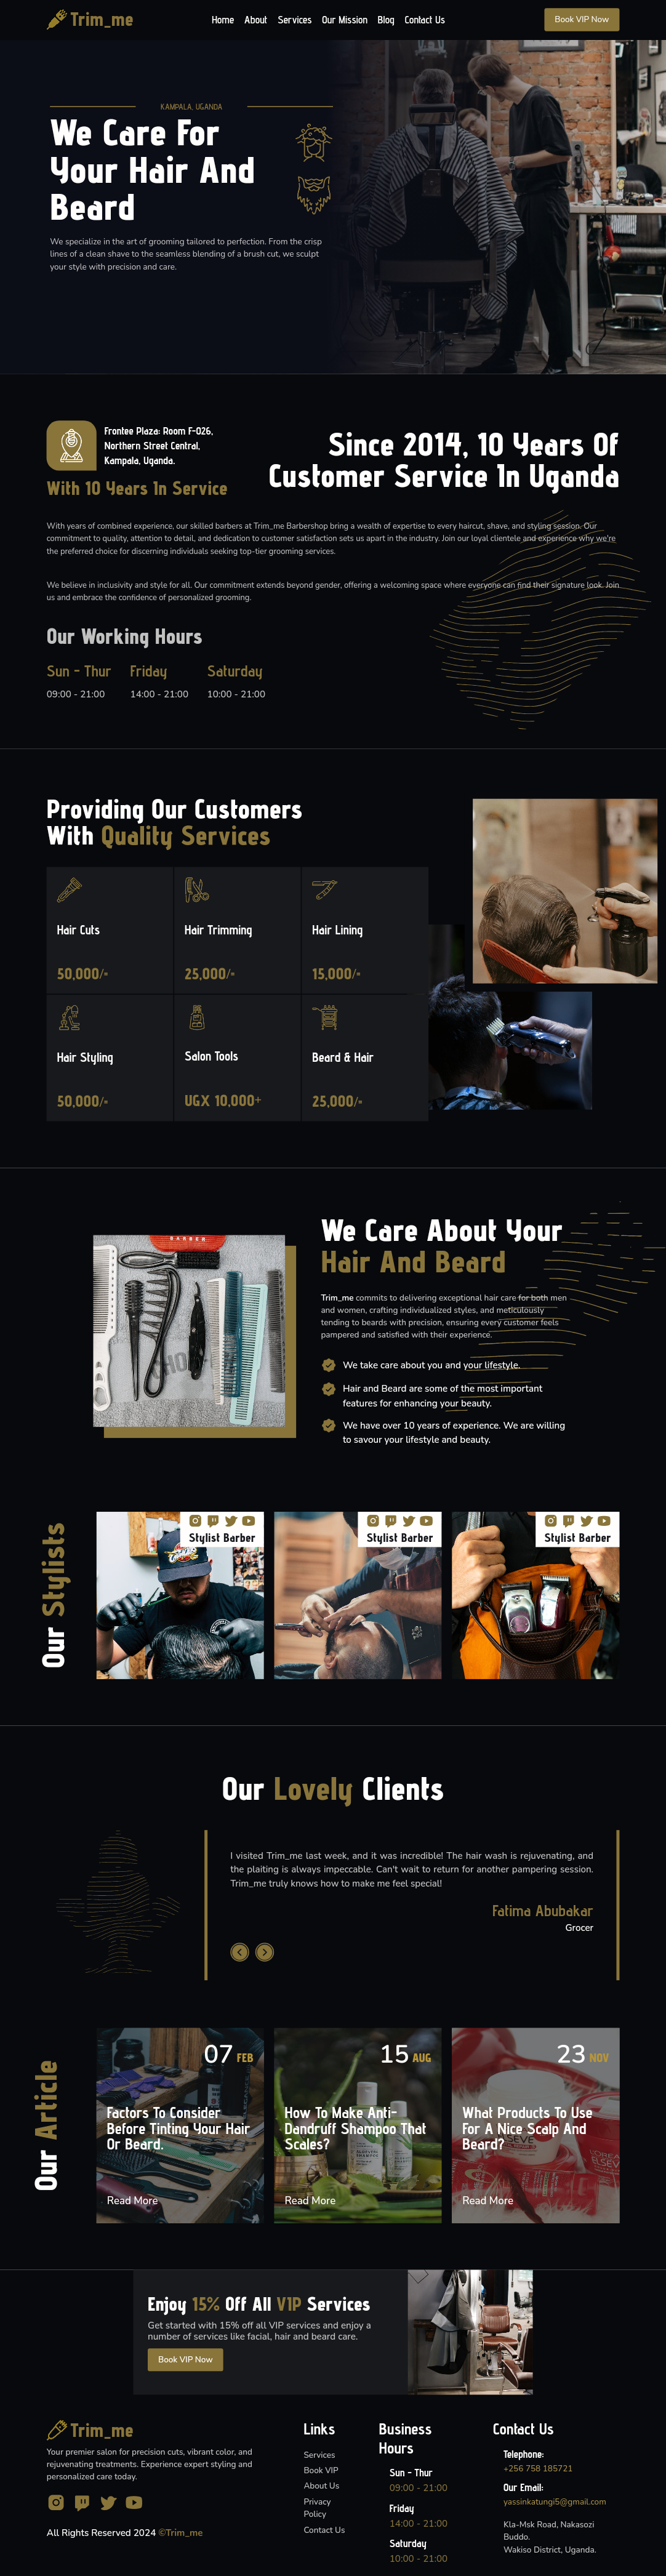 Trim_me
Home About Services Our Mission Blog Contact Us
Book VIP Now
KAMPALA, UGANDA
We Care For
Your Hair And
Beard
We specialize in the art of grooming tailored to perfection. From the crisp
lines of a clean shave to the seamless blending of a brush cut, we sculpt
your style with precision and care.
Frontee Plaza: Room F-026,
Northern Street Central,
Kampala, Uganda.
With 10 Years In Service
Since 2014, 10 Years Of
Customer Service In Uganda
With years of combined experience, our skilled barbers at Trim_me Barbershop bring a wealth of expertise to every haircut, shave, and styling session. Our
commitment to quality, attention to detail, and dedication to customer satisfaction sets us apart in the industry. Join our loyal clientele and experience why we're
the preferred choice for discerning individuals seeking top-tier grooming services.
We believe in inclusivity and style for all. Our commitment extends beyond gender, offering a welcoming space where everyone can find their signature look. Join
us and embrace the confidence of personalized grooming.
Our Working Hours
Sun - Thur Friday Saturday
09:00 - 21:00 14:00 - 21:00 10:00 - 21:00
Providing Our Customers
With Quality Services
Hair Cuts
50,000/=
Hair Trimming
25,000/=
Hair Lining
15,000/=
Hair Styling
50,000/=
Salon Tools
UGX 10,000+
Beard & Hair
25,000/=
BARBER
We Care About Your
Hair And Beard
Trim_me commits to delivering exceptional hair care for both men
and women, crafting individualized styles, and meticulously
tending to beards with precision, ensuring every customer feels
pampered and satisfied with their experience.
We take care about you and your lifestyle.
Hair and Beard are some of the most important
features for enhancing your beauty.
We have over 10 years of experience. We are willing
to savour your lifestyle and beauty.
Our Stylists
Stylist Barber
Stylist Barber
Stylist Barber
Our Lovely Clients
I visited Trim_me last week, and it was incredible! The hair wash is rejuvenating, and
the plaiting is always impeccable. Can't wait to return for another pampering session.
Trim_me truly knows how to make me feel special!
Fatima Abubakar
Grocer
Our Article
07 FEB
Factors To Consider
Before Tinting Your Hair
Or Beard.
Read More
15 AUG
How To Make Anti-
Dandruff Shampoo That
Scales?
Read More
23 NOV
What Products To Use
For A Nice Scalp And
Beard?
Read More
Enjoy 15% Off All VIP Services
Get started with 15% off all VIP services and enjoy a
number of services like facial, hair and beard care.
Book VIP Now
Trim_me
Your premier salon for precision cuts, vibrant color, and
rejuvenating treatments. Experience expert styling and
personalized care today.
All Rights Reserved 2024 ©Trim_me
Links
Services
Book VIP
About Us
Privacy
Policy
Contact Us
Business
Hours
Sun - Thur
09:00 - 21:00
Friday
14:00 - 21:00
Saturday
10:00 - 21:00
Contact Us
Telephone:
+256 758 185721
Our Email:
yassinkatungi5@gmail.com
Kla-Msk Road, Nakasozi
Buddo.
Wakiso District, Uganda.